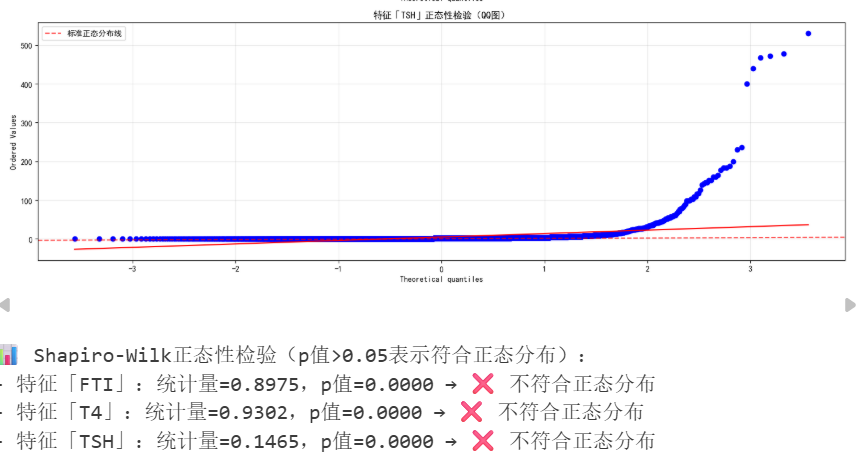 Theoretical quantiles
特征「TSH」正态性检验（QQ图）
标准正态分布线
500
400
300
200
100
0
Ordered Values
-3 -2 -1 0 1 2 3
Theoretical quantiles
Shapiro-Wilk正态性检验（p值>0.05表示符合正态分布）:
- 特征「FTI」: 统计量=0.8975, p值=0.0000 → ❌ 不符合正态分布
- 特征「T4」: 统计量=0.9302, p值=0.0000 → ❌ 不符合正态分布
- 特征「TSH」: 统计量=0.1465, p值=0.0000 → ❌ 不符合正态分布